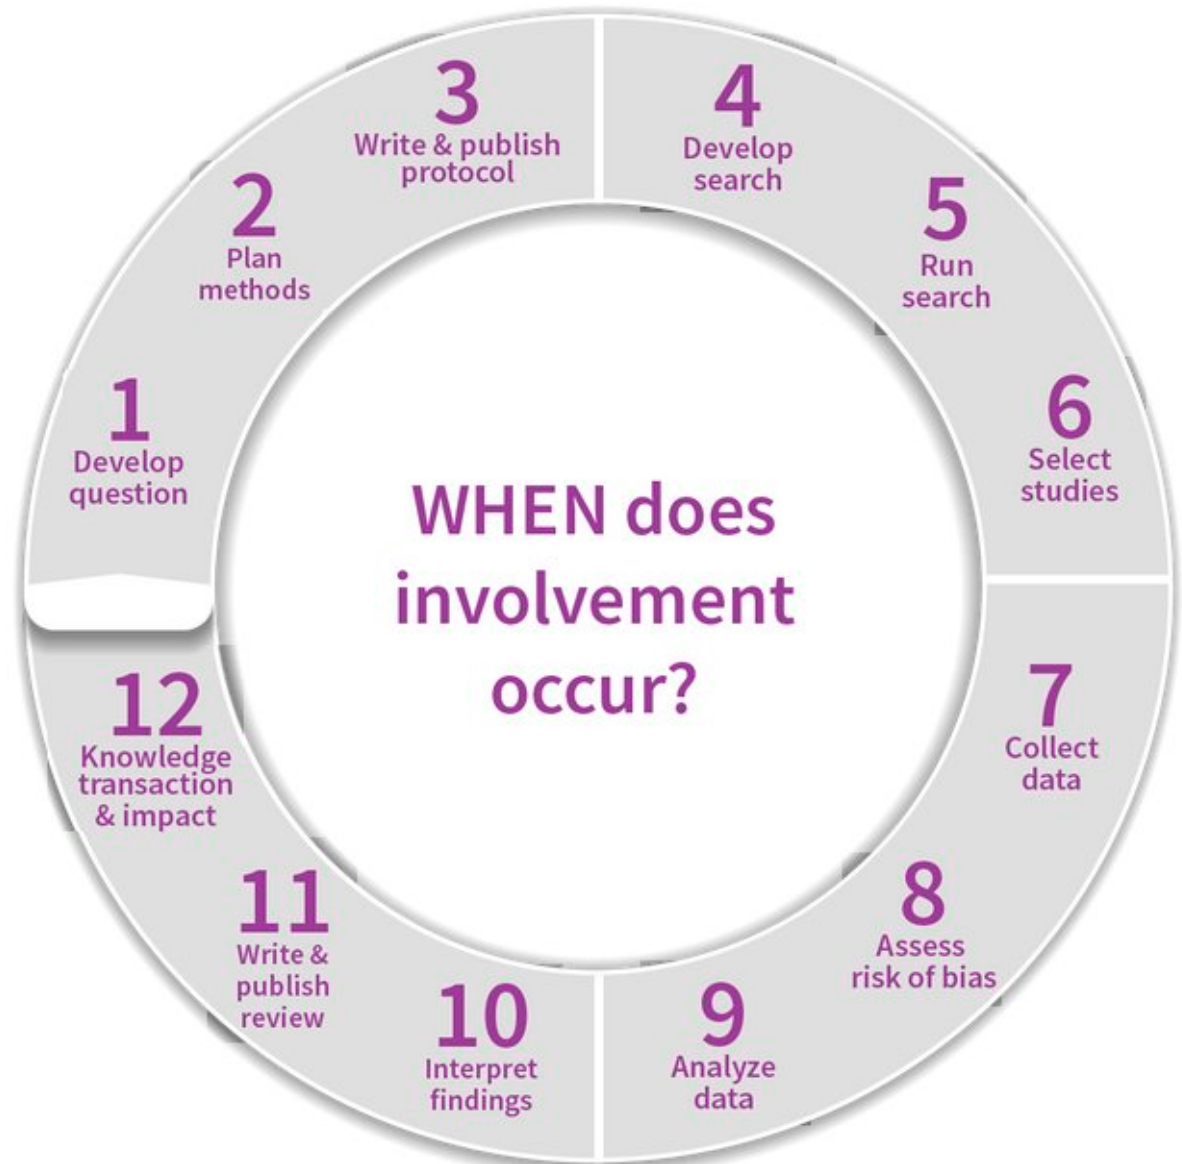 WHEN does
involvement
occur?
1
Develop
question
2
Plan
methods
3
Write & publish
protocol
4
Develop
search
5
Run
search
6
Select
studies
7
Collect
data
8
Assess
risk of bias
9
Analyze
data
10
Interpret
findings
11
Write &
publish
review
12
Knowledge
transaction
& impact